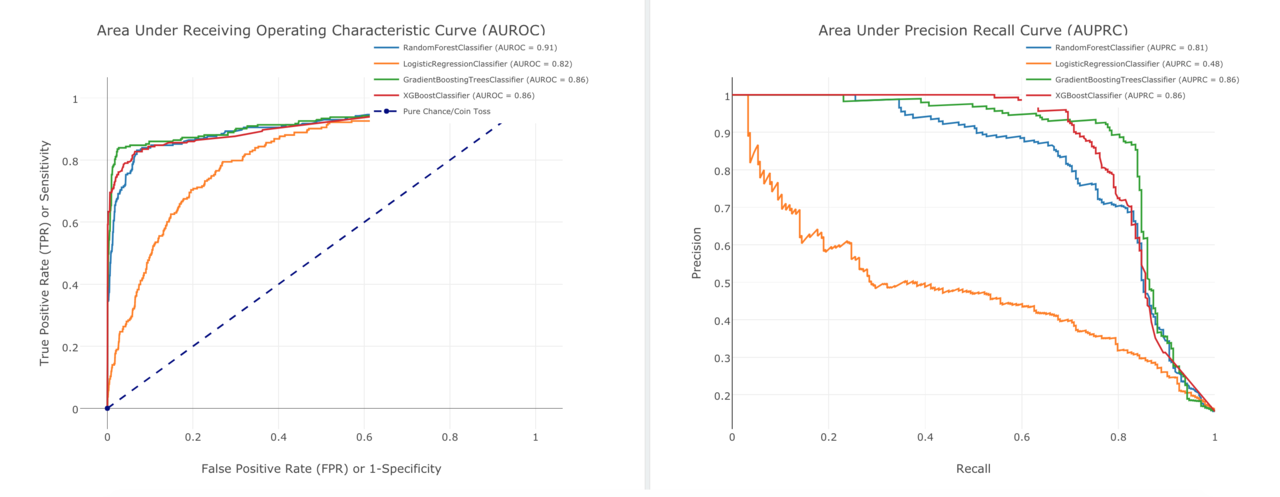 Area Under Receiving Operating Characteristic Curve (AUROC)
RandomForestClassifier (AUROC = 0.91)
LogisticRegressionClassifier (AUROC = 0.82)
GradientBoostingTreesClassifier (AUROC = 0.86)
XGBoostClassifier (AUROC = 0.86)
Pure Chance/Coin Toss
1
0.8
0.6
0.4
0.2
0
True Positive Rate (TPR) or Sensitivity
0 0.2 0.4 0.6 0.8 1
False Positive Rate (FPR) or 1-Specificity
Area Under Precision Recall Curve (AUPRC)
RandomForestClassifier (AUPRC = 0.81)
LogisticRegressionClassifier (AUPRC = 0.48)
GradientBoostingTreesClassifier (AUPRC = 0.86)
XGBoostClassifier (AUPRC = 0.86)
1
0.9
0.8
0.7
0.6
0.5
0.4
0.3
0.2
Precision
0 0.2 0.4 0.6 0.8 1
Recall